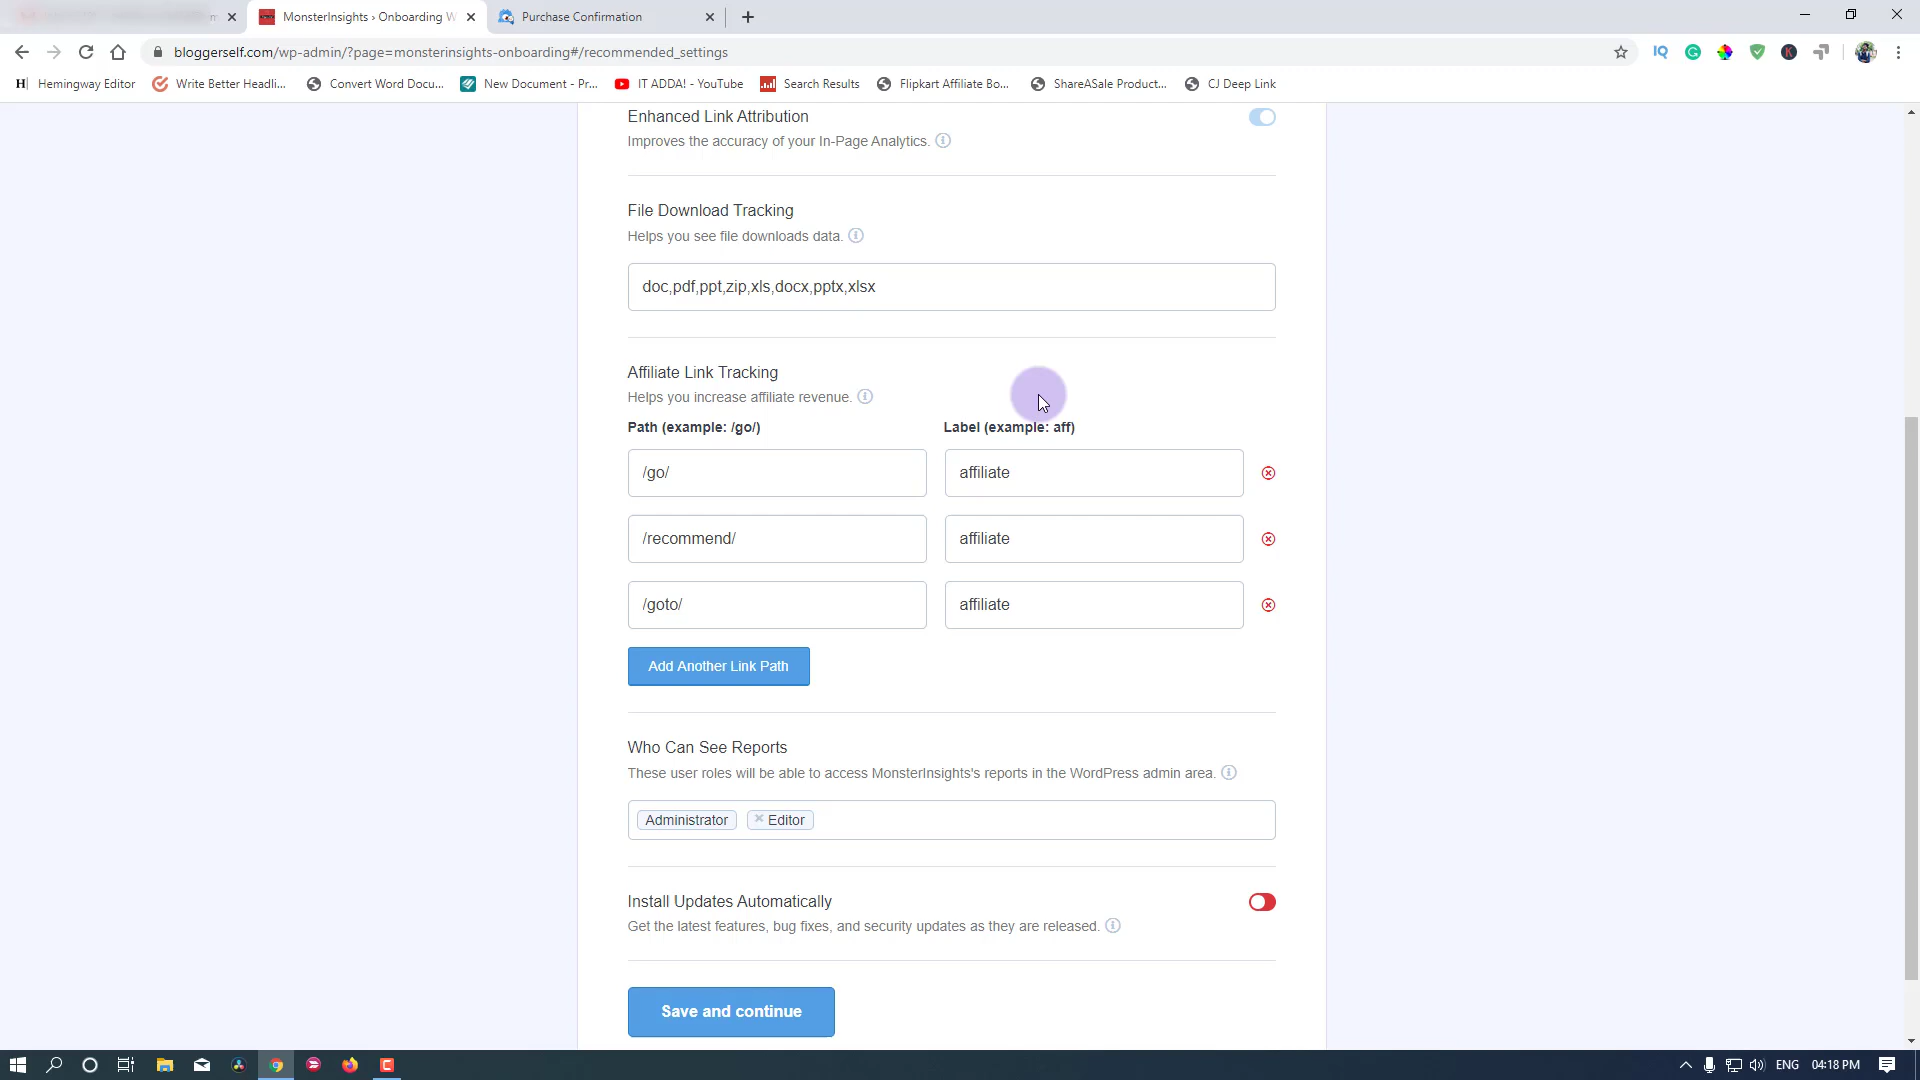 MonsterInsights › Onboarding W
Purchase Confirmation
bloggerself.com/wp-admin/?page=monsterinsights-onboarding#/recommended_settings
IQ
K
H Hemingway Editor
Write Better Headli...
Convert Word Docu...
New Document - Pr...
IT ADDA! - YouTube
Search Results
Flipkart Affiliate Bo...
ShareASale Product...
CJ Deep Link
Enhanced Link Attribution
Improves the accuracy of your In-Page Analytics.
File Download Tracking
Helps you see file downloads data.
doc,pdf,ppt,zip,xls,docx,pptx,xlsx
Affiliate Link Tracking
Helps you increase affiliate revenue.
Path (example: /go/)
Label (example: aff)
/go/
affiliate
/recommend/
affiliate
/goto/
affiliate
Add Another Link Path
Who Can See Reports
These user roles will be able to access MonsterInsights's reports in the WordPress admin area.
Administrator
× Editor
Install Updates Automatically
Get the latest features, bug fixes, and security updates as they are released.
Save and continue
ENG
04:18 PM